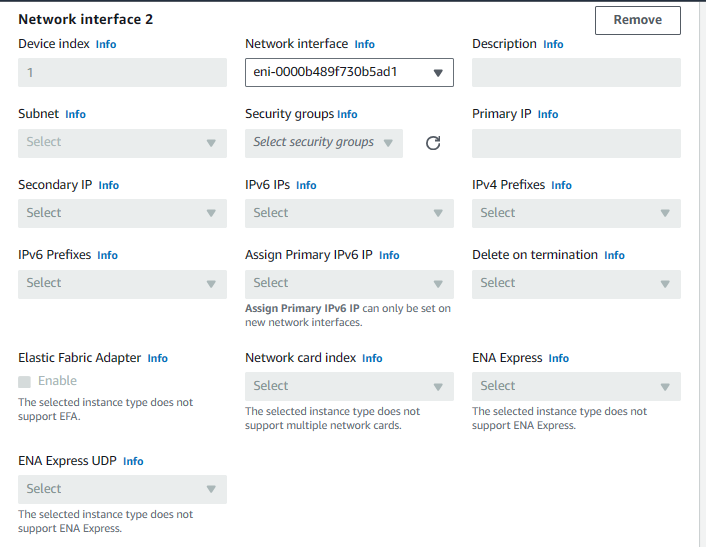 Network interface 2
Remove
Device index Info
Network interface Info
Description Info
1
eni-0000b489f730b5ad1
Subnet Info
Security groups Info
Primary IP Info
Select
Select security groups
Secondary IP Info
IPv6 IPs Info
IPv4 Prefixes Info
Select
Select
Select
IPv6 Prefixes Info
Assign Primary IPv6 IP Info
Delete on termination Info
Select
Select
Select
Assign Primary IPv6 IP can only be set on
new network interfaces.
Elastic Fabric Adapter Info
Network card index Info
ENA Express Info
Enable
Select
Select
The selected instance type does not
support EFA.
The selected instance type does not
support multiple network cards.
The selected instance type does not
support ENA Express.
ENA Express UDP Info
Select
The selected instance type does not
support ENA Express.